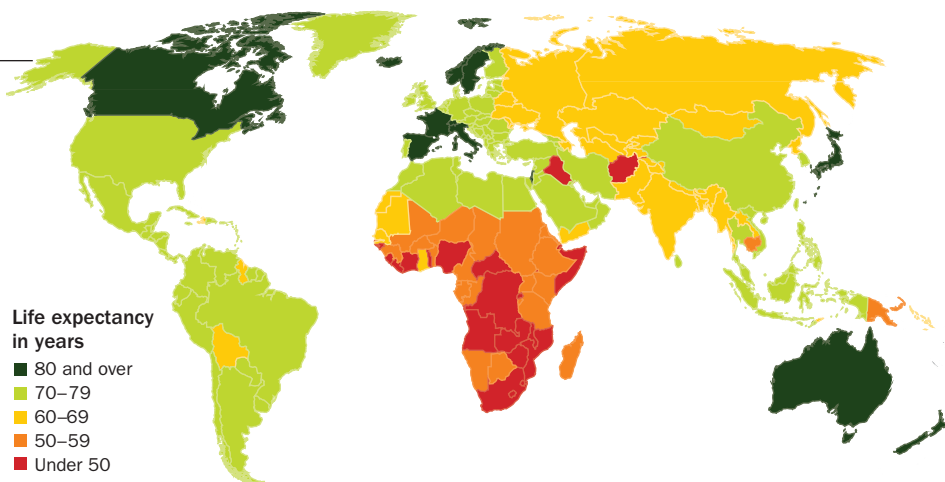 Life expectancy
in years
80 and over
70–79
60–69
50–59
Under 50